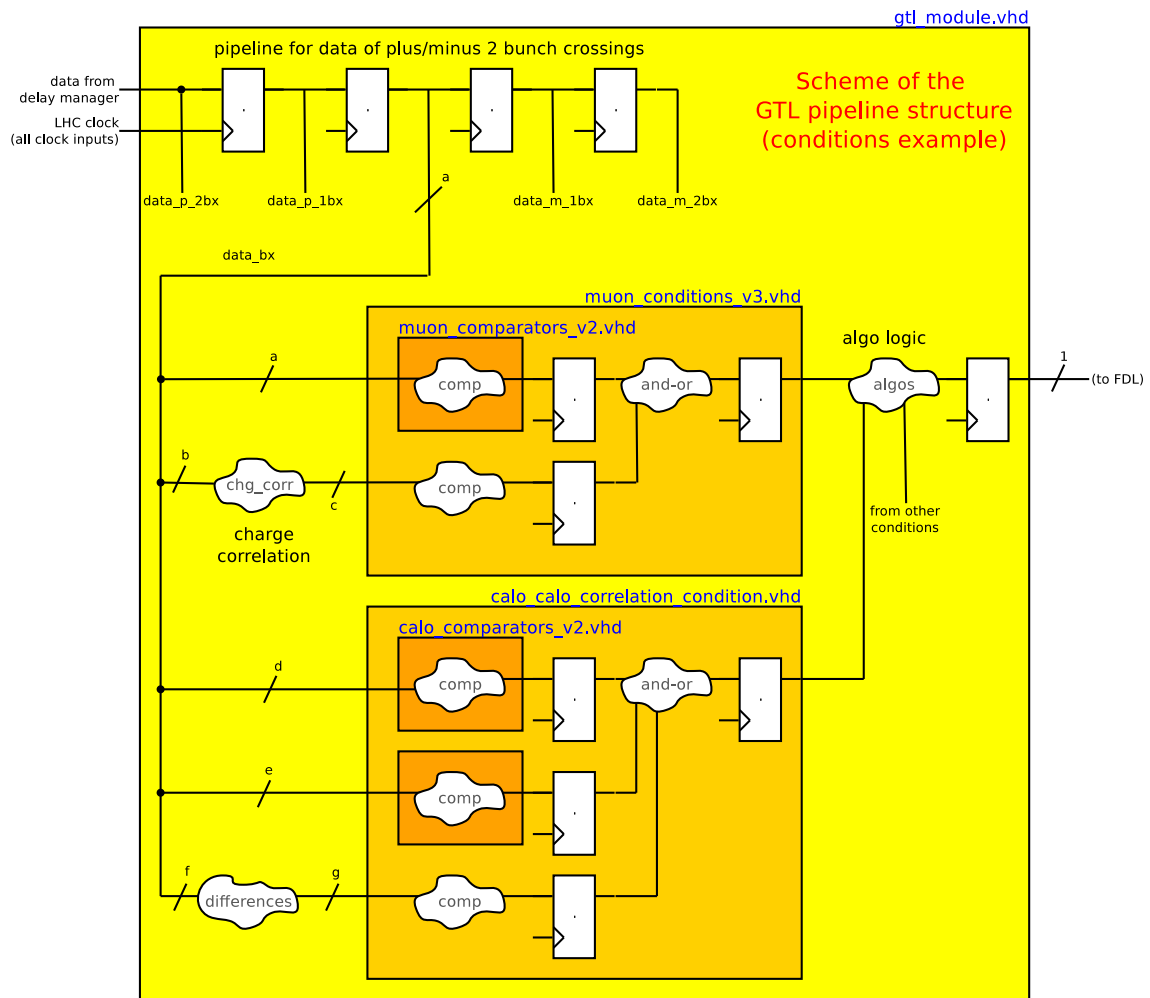 gtl_module.vhd
pipeline for data of plus/minus 2 bunch crossings
data from
delay manager
LHC clock
(all clock inputs)
Scheme of the
GTL pipeline structure
(conditions example)
a
data_p_2bx
data_p_1bx
data_m_1bx
data_m_2bx
data_bx
muon_conditions_v3.vhd
muon_comparators_v2.vhd
algo logic
a
comp
and-or
algos
1
(to FDL)
b
chg_corr
c
comp
charge
correlation
from other
conditions
calo_calo_correlation_condition.vhd
calo_comparators_v2.vhd
d
comp
and-or
e
comp
f
differences
g
comp